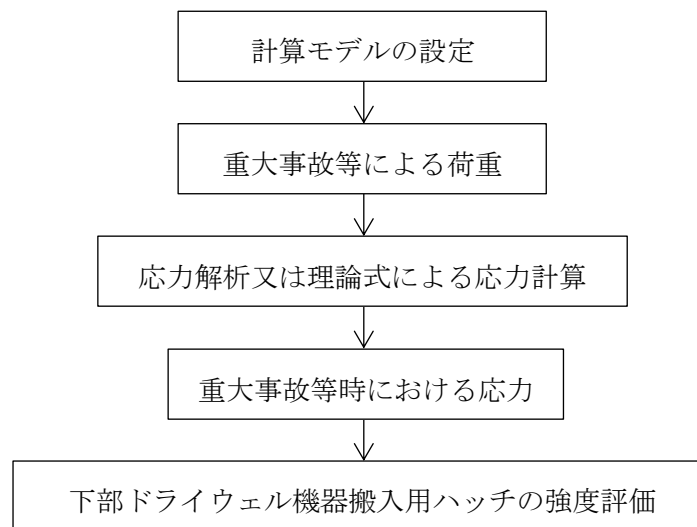 計算モデルの設定
重大事故等による荷重
応力解析又は理論式による応力計算
重大事故等時における応力
下部ドライウェル機器搬入用ハッチの強度評価